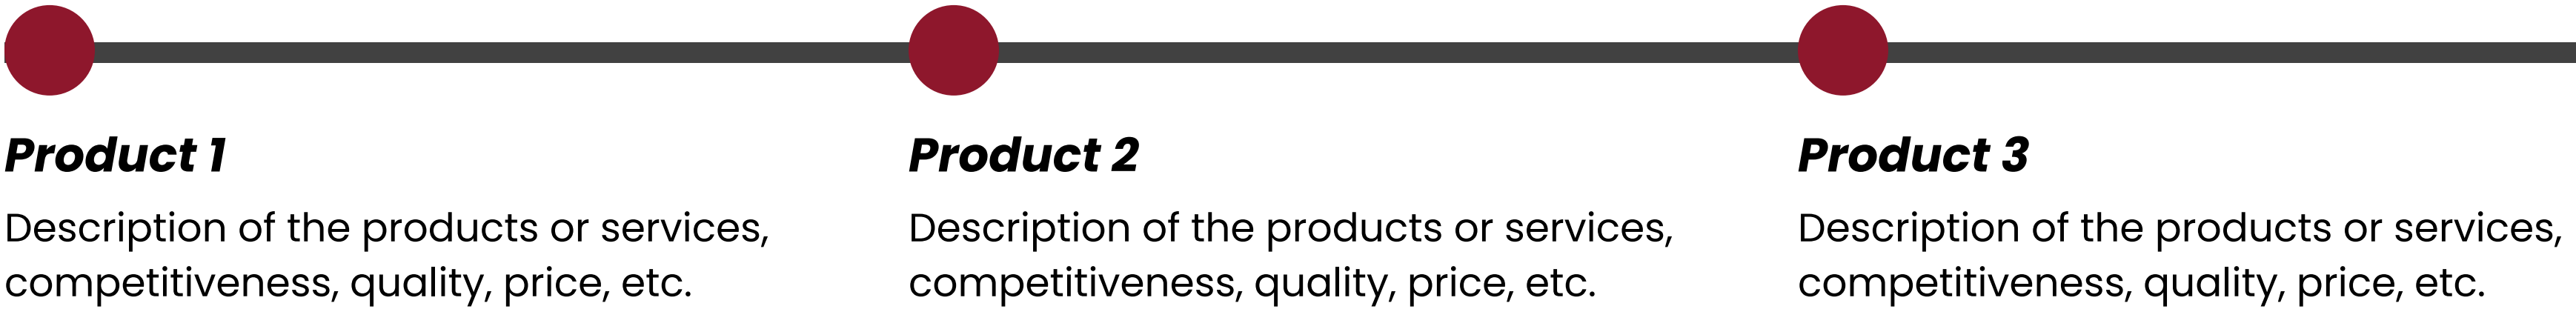 Product 1
Description of the products or services,
competitiveness, quality, price, etc.
Product 2
Description of the products or services,
competitiveness, quality, price, etc.
Product 3
Description of the products or services,
competitiveness, quality, price, etc.